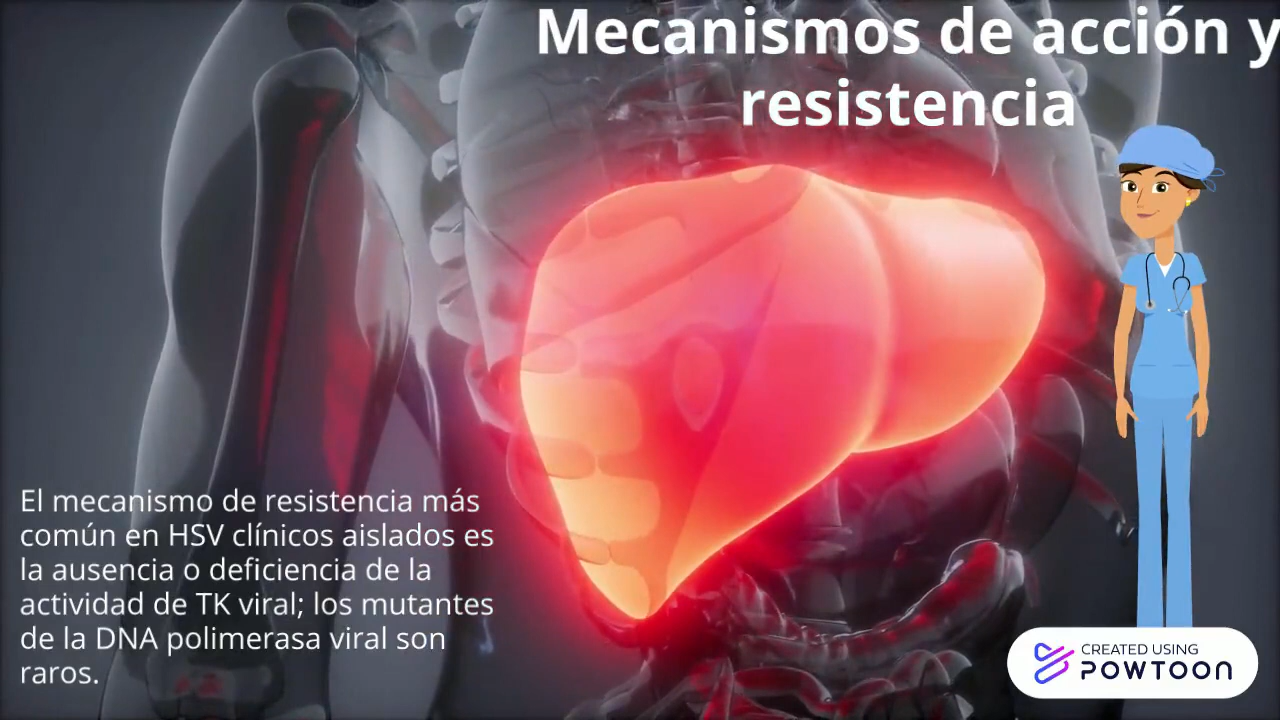 Mecanismos de acción y
resistencia
El mecanismo de resistencia más
común en HSV clínicos aislados es
la ausencia o deficiencia de la
actividad de TK viral; los mutantes
de la DNA polimerasa viral son
raros.
CREATED USING
POWTOON